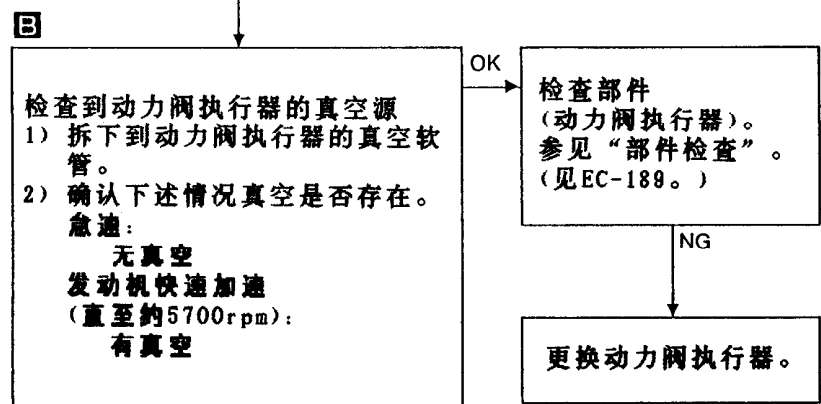 B
检查到动力阀执行器的真空源
1) 拆下到动力阀执行器的真空软
管。
2) 确认下述情况真空是否存在。
怠速:
无真空
发动机快速加速
(直至约5700rpm):
有真空
OK
检查部件
(动力阀执行器)。
参见“部件检查”。
(见EC-189。)
NG
更换动力阀执行器。